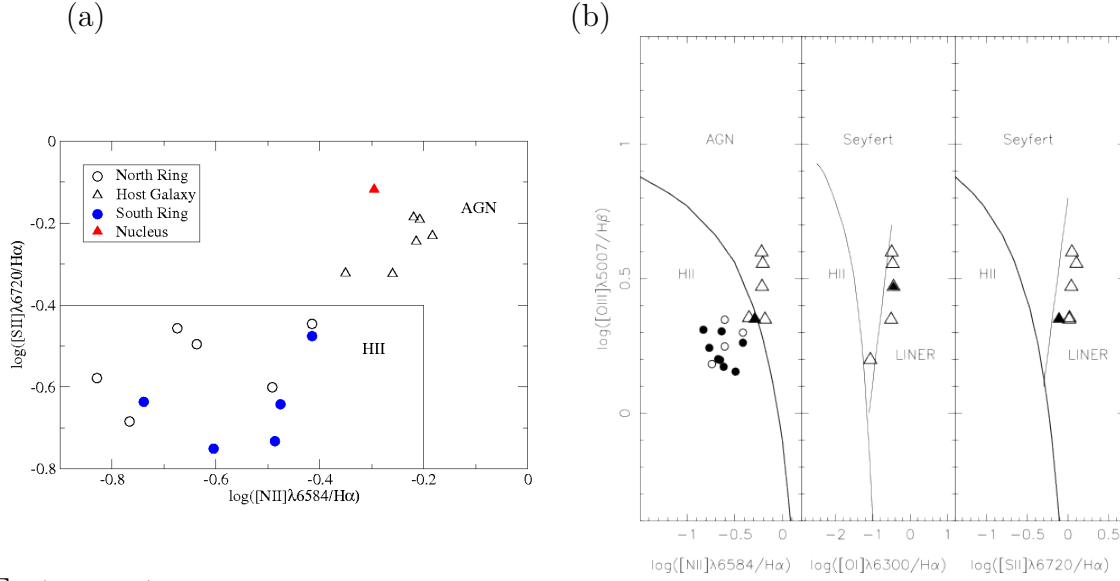 (a)
(b)
0
-0.2
-0.4
-0.6
-0.8
log([SII]λ6720/Hα)
North Ring
Host Galaxy
South Ring
Nucleus
AGN
HII
-0.8
-0.6
-0.4
-0.2
0
log([NII]λ6584/Hα)
1
0.5
0
log([OIII]λ5007/Hβ)
AGN
HII
Seyfert
HII
LINER
Seyfert
HII
LINER
−1
−0.5
0
−2
−1
0
−1
−0.5
0
0.5
log([NII]λ6584/Hα)
log([OI]λ6300/Hα)
log([SII]λ6720/Hα)